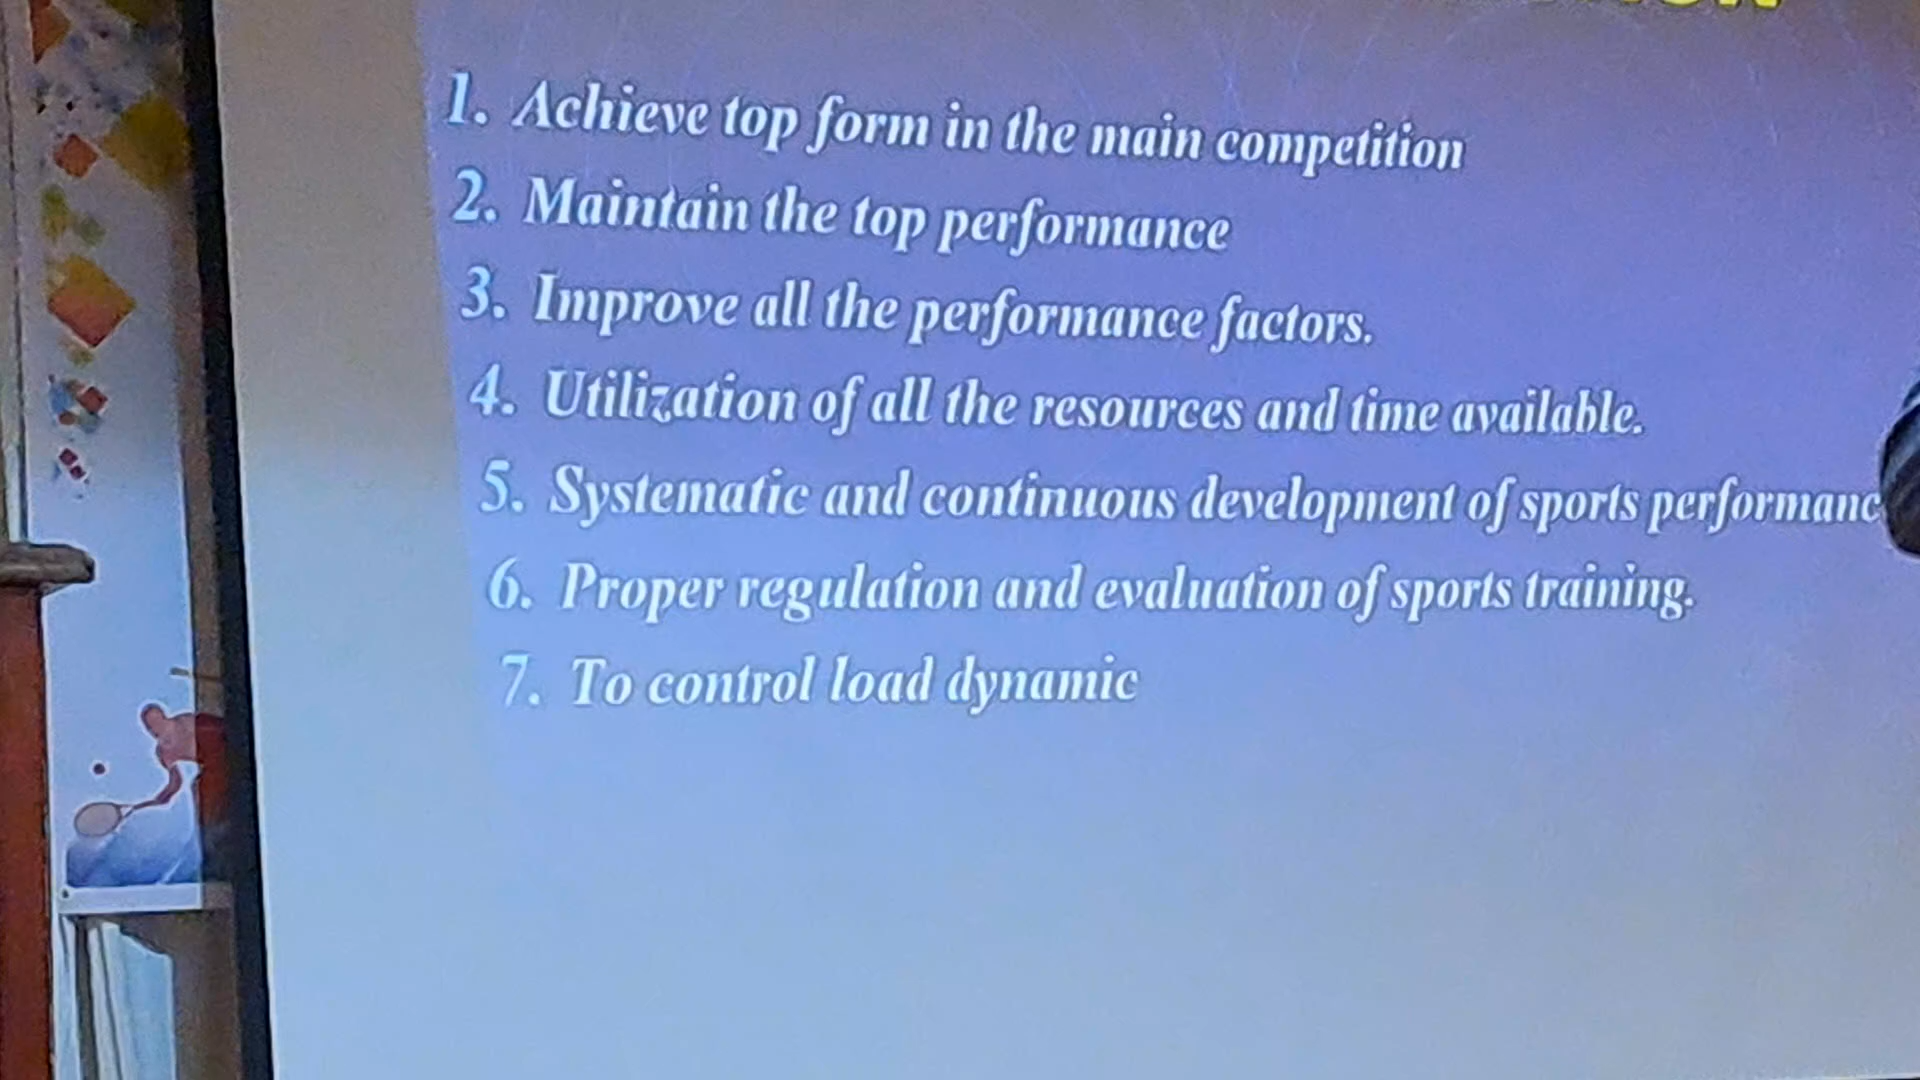 1. Achieve top form in the main competition
2. Maintain the top performance
3. Improve all the performance factors.
4. Utilization of all the resources and time available.
5. Systematic and continuous development of sports performanc
6. Proper regulation and evaluation of sports training.
7. To control load dynamic